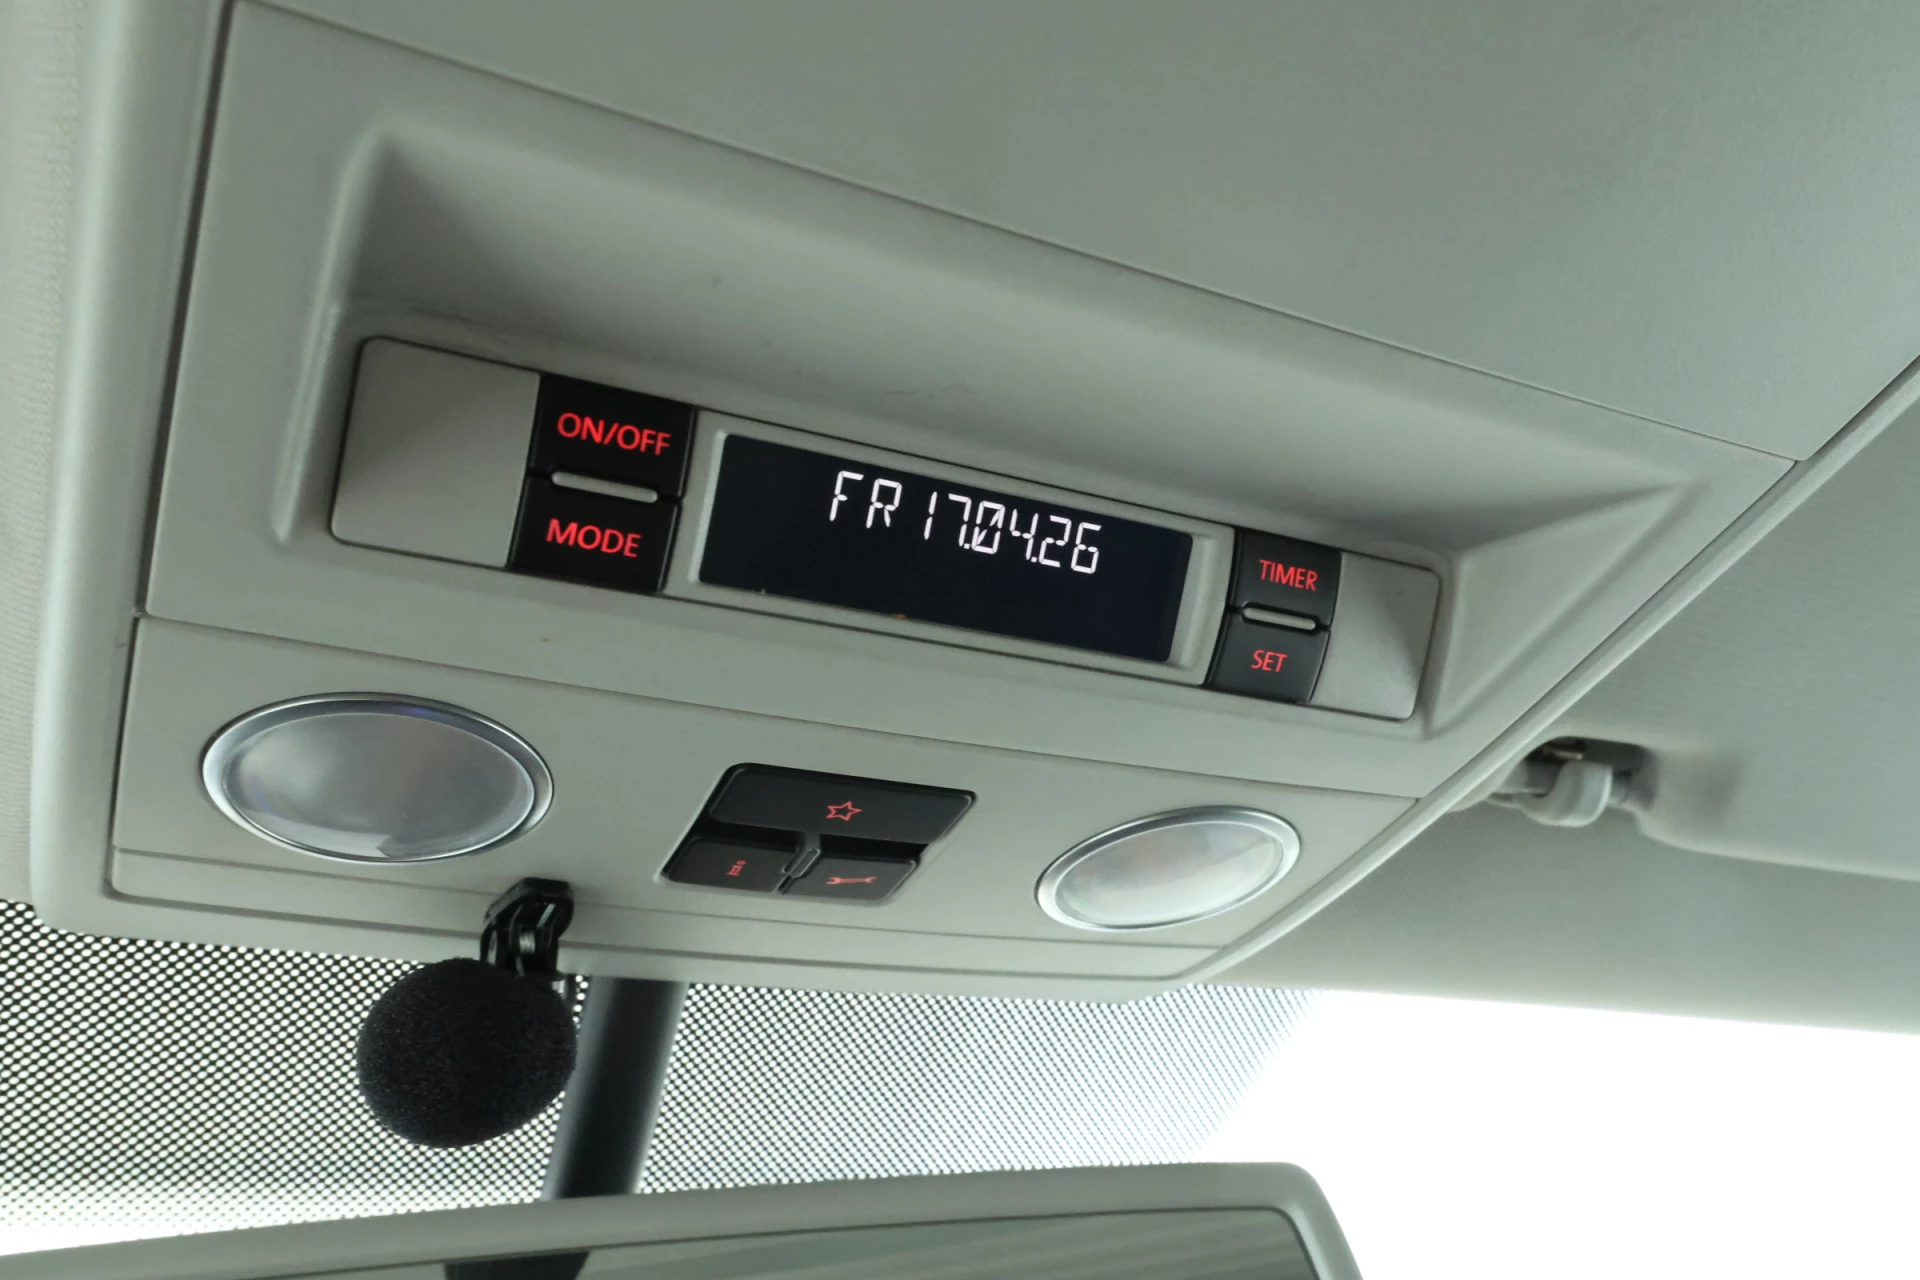 ON/OFF
MODE
FR 17.04.26
TIMER
SET
i